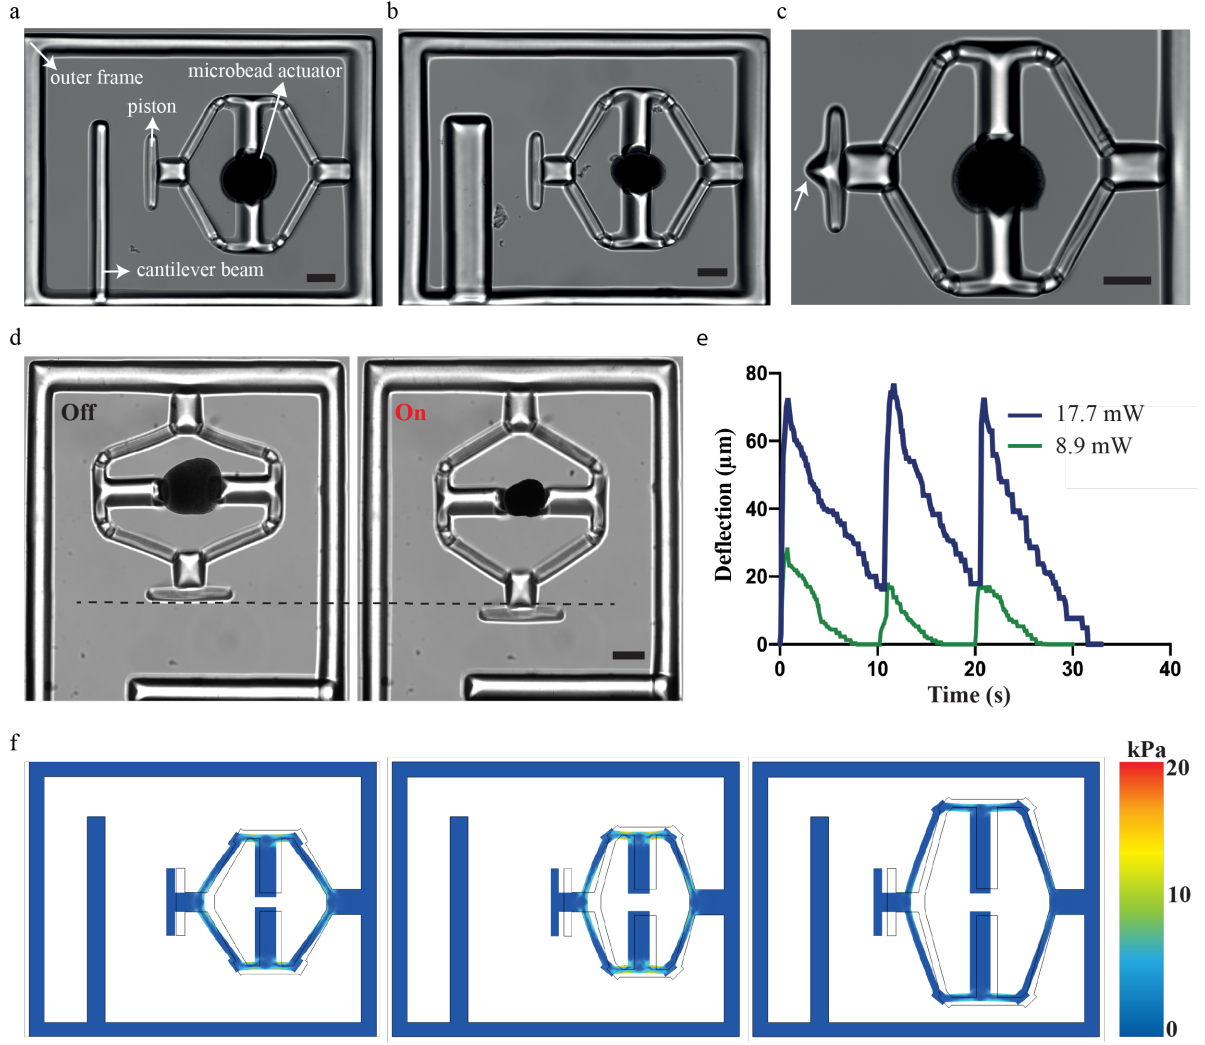 a
b
c
outer frame
microbead actuator
piston
cantilever beam
d
Off
On
e
80
60
40
20
0
Deflection (μm)
17.7 mW
8.9 mW
0
10
20
30
40
Time (s)
f
kPa
20
10
0